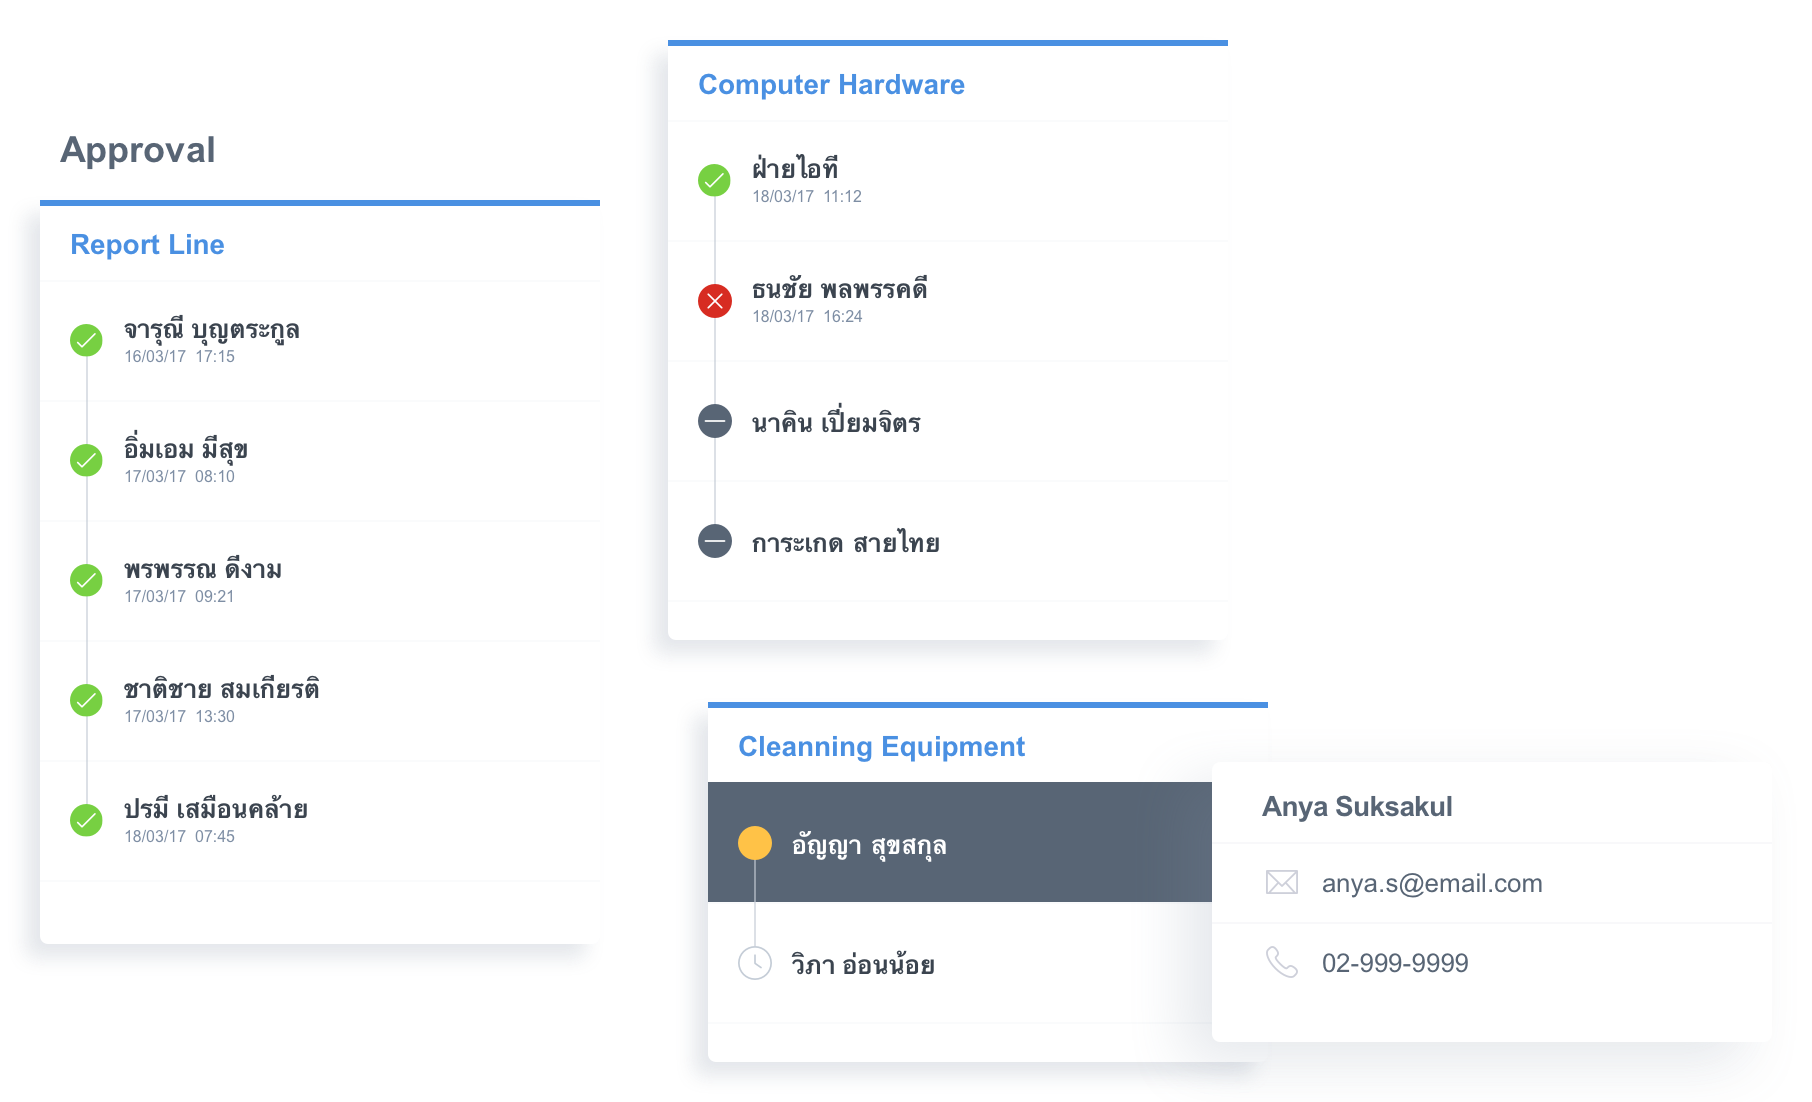 Approval
Report Line
จารุณี บุญตระกูล
16/03/17 17:15
อิ่มเอม มีสุข
17/03/17 08:10
พรพรรณ ดีงาม
17/03/17 09:21
ชาติชาย สมเกียรติ
17/03/17 13:30
ปรมี เสมือนคล้าย
18/03/17 07:45
Computer Hardware
ฝ่ายไอที
18/03/17 11:12
ธนชัย พลพรรคดี
18/03/17 16:24
นาคิน เปี่ยมจิตร
การะเกด สายไทย
Cleanning Equipment
อัญญา สุขสกุล
วิภา อ่อนน้อย
Anya Suksakul
anya.s@email.com
02-999-9999